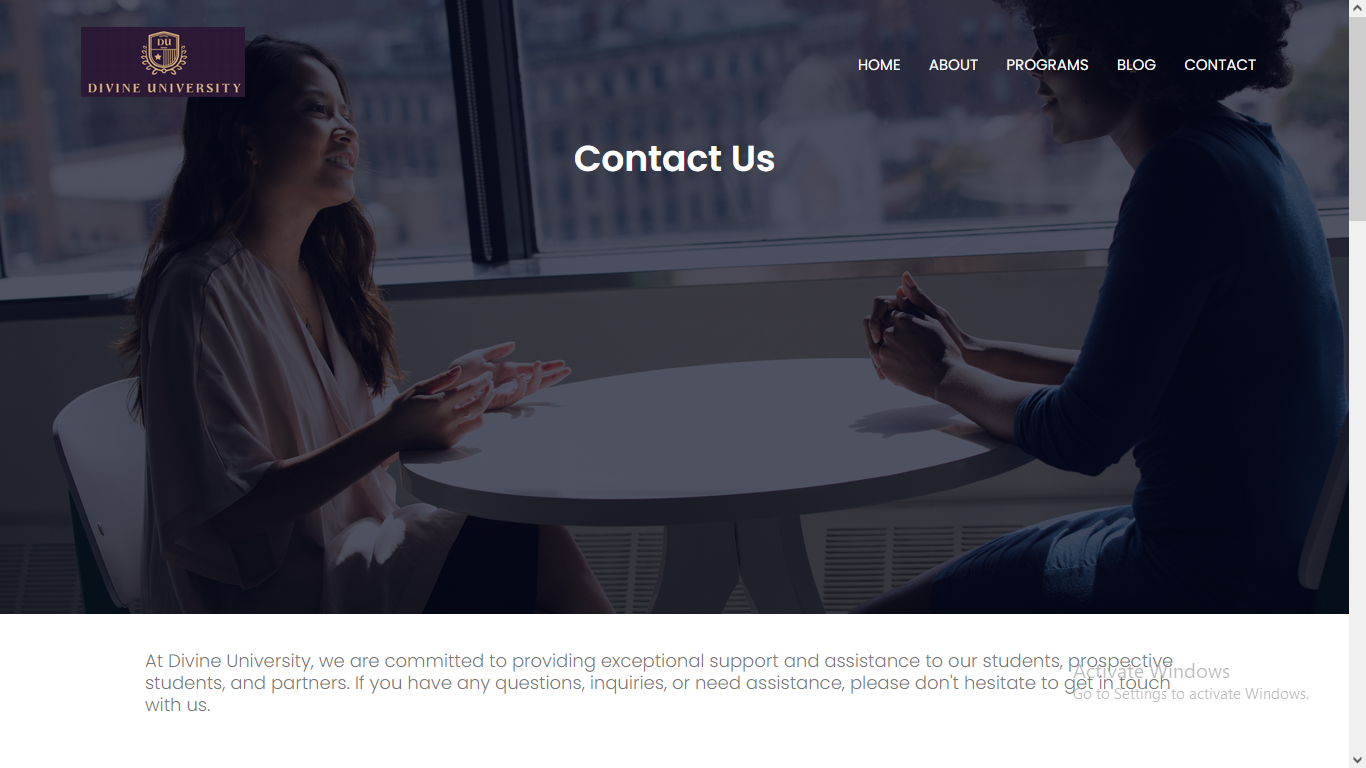 DU
DIVINE UNIVERSITY
HOME ABOUT PROGRAMS BLOG CONTACT
Contact Us
At Divine University, we are committed to providing exceptional support and assistance to our students, prospective
students, and partners. If you have any questions, inquiries, or need assistance, please don't hesitate to get in touch
with us.
Activate Windows
Go to Settings to activate Windows.